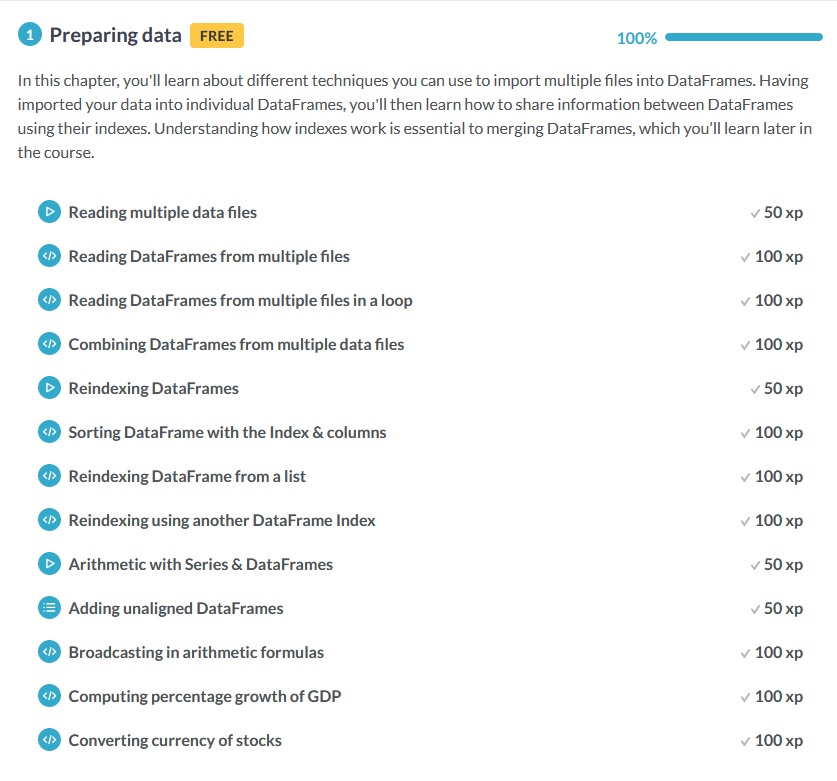 1 Preparing data FREE 100%
In this chapter, you'll learn about different techniques you can use to import multiple files into DataFrames. Having
imported your data into individual DataFrames, you'll then learn how to share information between DataFrames
using their indexes. Understanding how indexes work is essential to merging DataFrames, which you’ll learn later in
the course.
Reading multiple data files 50 xp
Reading DataFrames from multiple files 100 xp
Reading DataFrames from multiple files in a loop 100 xp
Combining DataFrames from multiple data files 100 xp
Reindexing DataFrames 50 xp
Sorting DataFrame with the Index & columns 100 xp
Reindexing DataFrame from a list 100 xp
Reindexing using another DataFrame Index 100 xp
Arithmetic with Series & DataFrames 50 xp
Adding unaligned DataFrames 50 xp
Broadcasting in arithmetic formulas 100 xp
Computing percentage growth of GDP 100 xp
Converting currency of stocks 100 xp